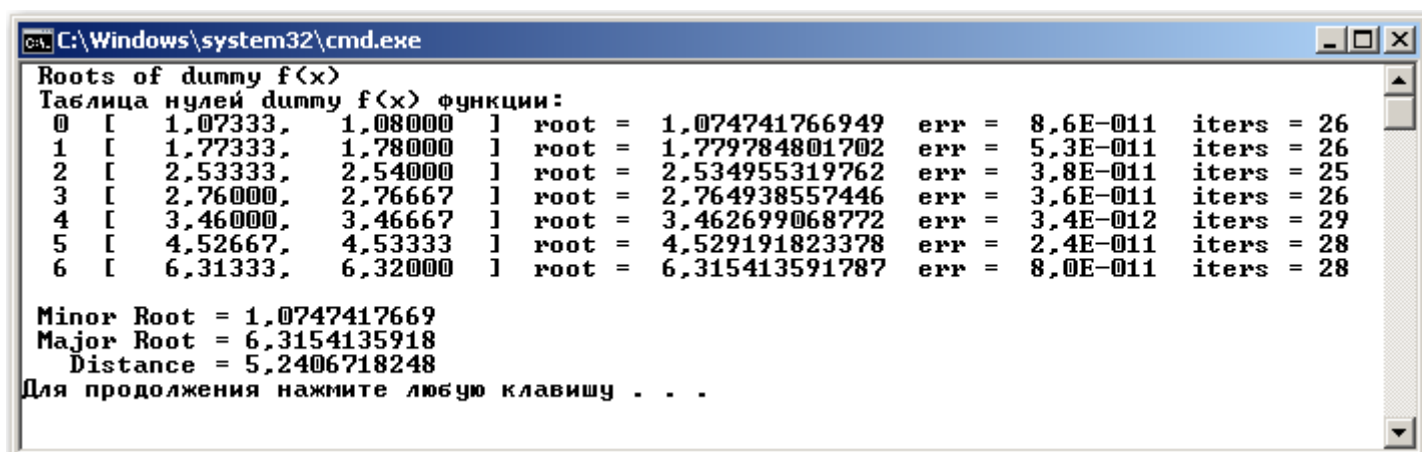 C:\Windows\system32\cmd.exe
Roots of dummy f(x)
Таблица нулей dummy f(x) функции:
0 [ 1,07333, 1,08000 ] root = 1,074741766949 err = 8,6E-011 iters = 26
1 [ 1,77333, 1,78000 ] root = 1,779784801702 err = 5,3E-011 iters = 26
2 [ 2,53333, 2,54000 ] root = 2,534955319762 err = 3,8E-011 iters = 25
3 [ 2,76000, 2,76667 ] root = 2,764938557446 err = 3,6E-011 iters = 26
4 [ 3,46000, 3,46667 ] root = 3,462699068772 err = 3,4E-012 iters = 29
5 [ 4,52667, 4,53333 ] root = 4,529191823378 err = 2,4E-011 iters = 28
6 [ 6,31333, 6,32000 ] root = 6,315413591787 err = 8,0E-011 iters = 28
Minor Root = 1,0747417669
Major Root = 6,3154135918
Distance = 5,2406718248
Для продолжения нажмите любую клавишу . . .